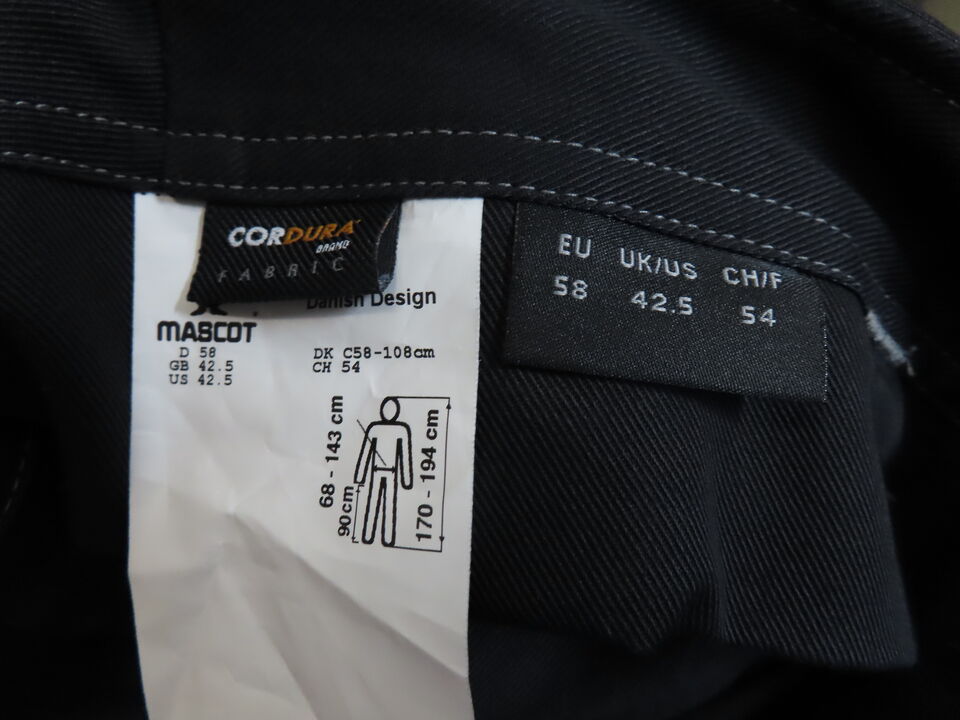 CORDURA
BRAND
FABRIC
Danish Design
MASCOT
D 58
GB 42.5
US 42.5
DK C58-108cm
CH 54
68 - 143 cm
90cm
170 - 194 cm
EU UK/US CH/F
58 42.5 54